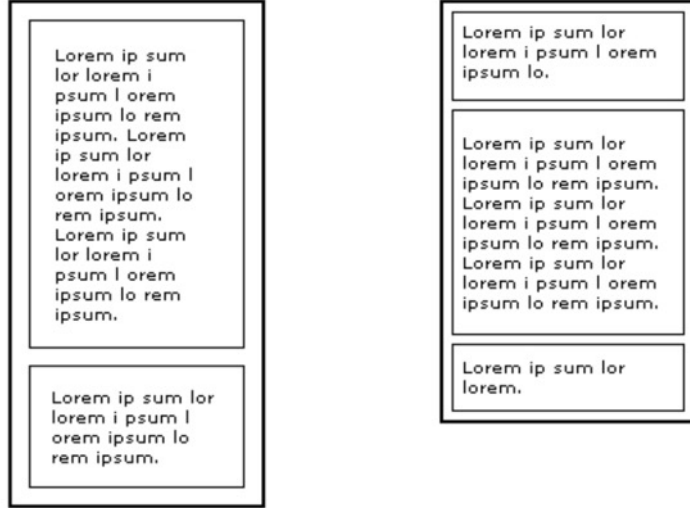 Lorem ip sum
lor lorem i
psum l orem
ipsum lo rem
ipsum. Lorem
ip sum lor
lorem i psum l
orem ipsum lo
rem ipsum.
Lorem ip sum
lor lorem i
psum l orem
ipsum lo rem
ipsum.
Lorem ip sum lor
lorem i psum l
orem ipsum lo
rem ipsum.
Lorem ip sum lor
lorem i psum l orem
ipsum lo.
Lorem ip sum lor
lorem i psum l orem
ipsum lo rem ipsum.
Lorem ip sum lor
lorem i psum l orem
ipsum lo rem ipsum.
Lorem ip sum lor
lorem i psum l orem
ipsum lo rem ipsum.
Lorem ip sum lor
lorem.